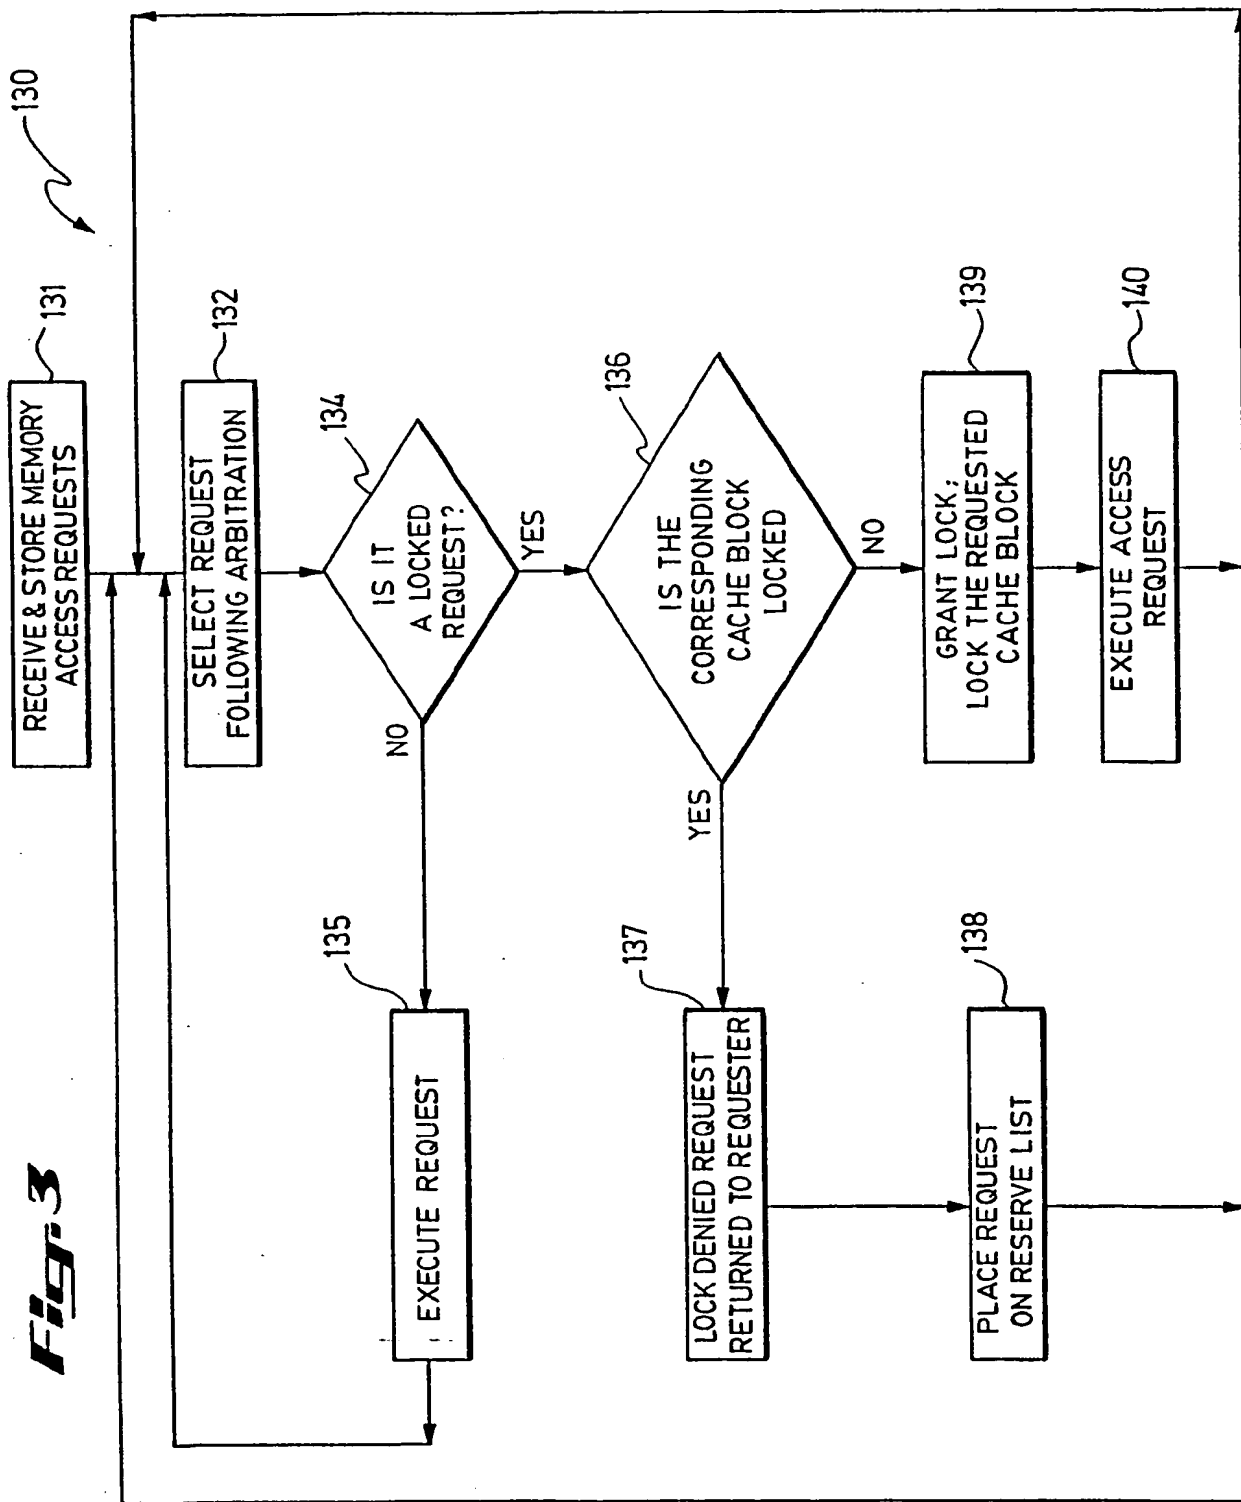 130
RECEIVE & STORE MEMORY
ACCESS REQUESTS
131
SELECT REQUEST
FOLLOWING ARBITRATION
132
IS IT
A LOCKED
REQUEST?
134
NO
YES
EXECUTE REQUEST
135
IS THE
CORRESPONDING
CACHE BLOCK
LOCKED
136
YES
NO
LOCK DENIED REQUEST
RETURNED TO REQUESTER
137
GRANT LOCK;
LOCK THE REQUESTED
CACHE BLOCK
139
PLACE REQUEST
ON RESERVE LIST
138
EXECUTE ACCESS
REQUEST
140
Fig. 3